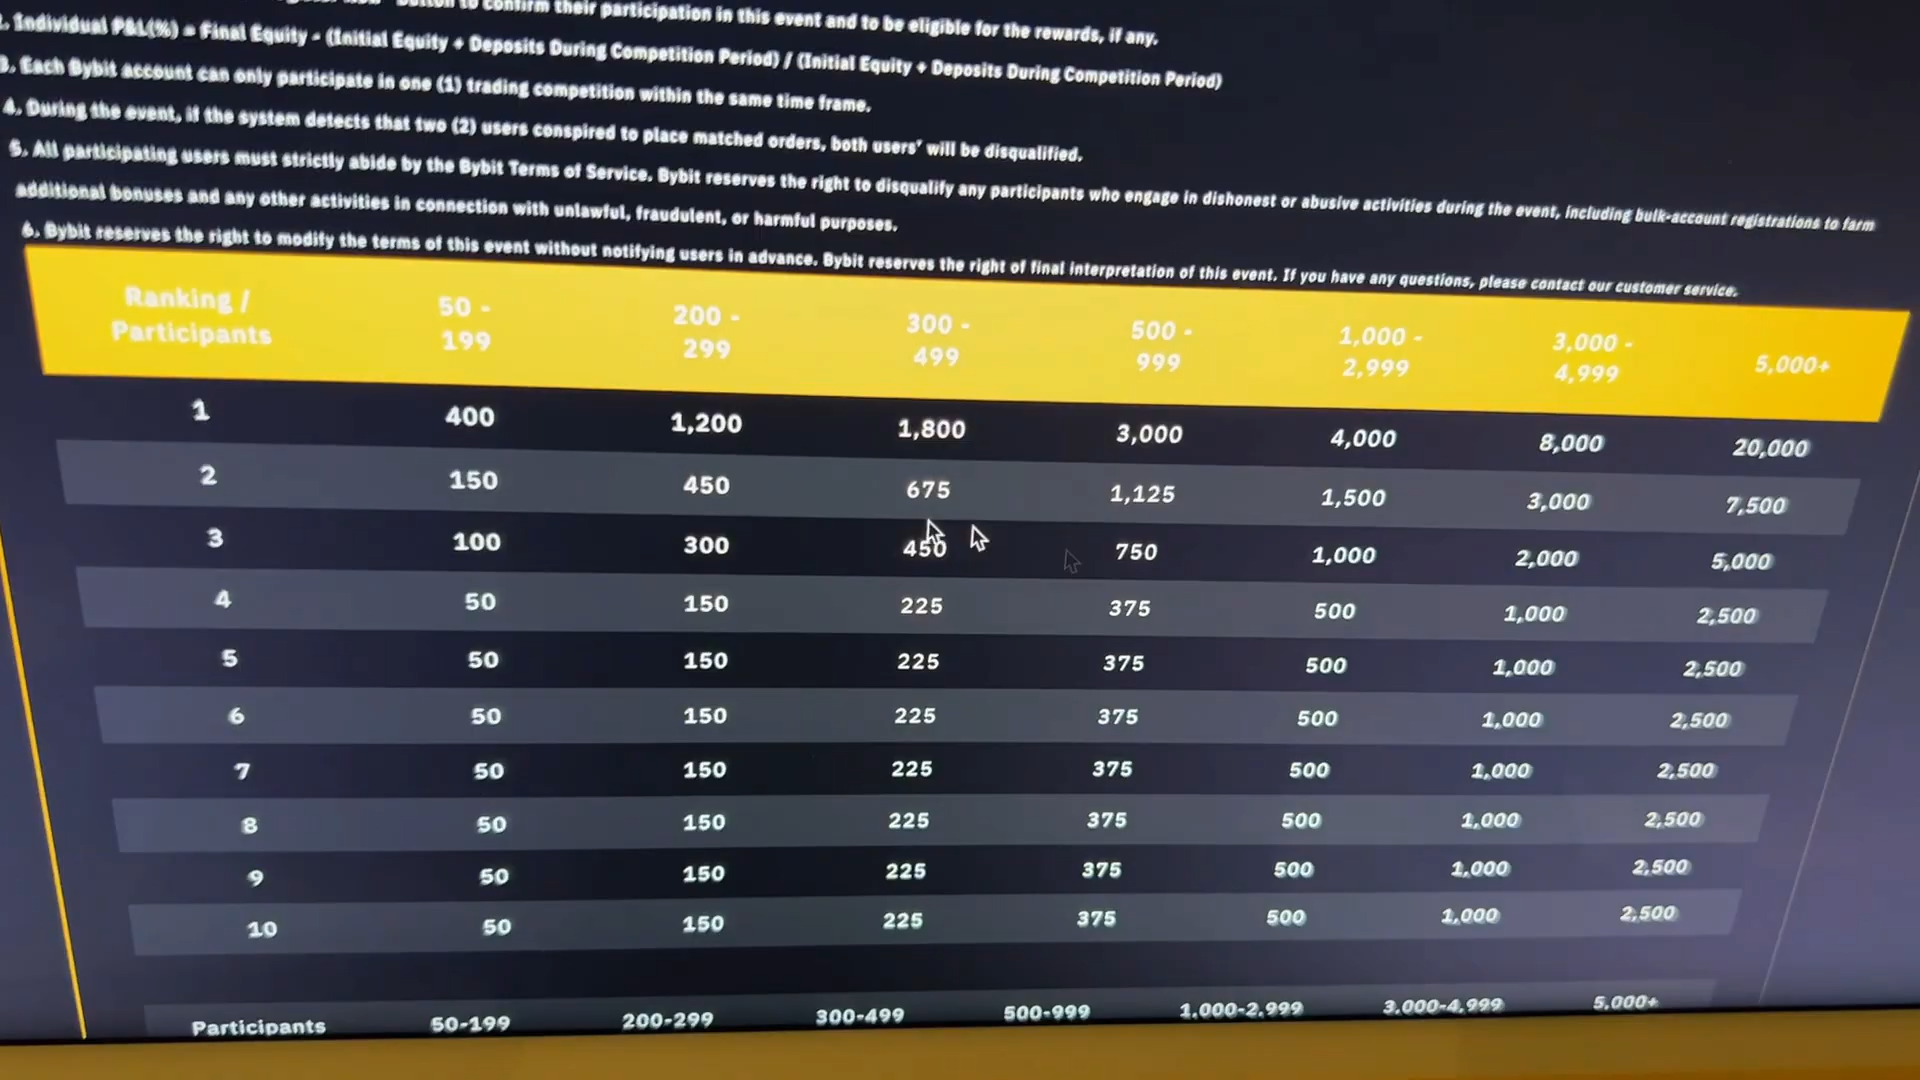 button to confirm their participation in this event and to be eligible for the rewards, if any.
2. Individual P&L(%) = Final Equity - (Initial Equity + Deposits During Competition Period) / (Initial Equity + Deposits During Competition Period)
3. Each Bybit account can only participate in one (1) trading competition within the same time frame.
4. During the event, if the system detects that two (2) users conspired to place matched orders, both users' will be disqualified.
5. All participating users must strictly abide by the Bybit Terms of Service. Bybit reserves the right to disqualify any participants who engage in dishonest or abusive activities during the event, including bulk-account registrations to farm
additional bonuses and any other activities in connection with unlawful, fraudulent, or harmful purposes.
6. Bybit reserves the right to modify the terms of this event without notifying users in advance. Bybit reserves the right of final interpretation of this event. If you have any questions, please contact our customer service.
Ranking / Participants 50 - 199 200 - 299 300 - 499 500 - 999 1,000 - 2,999 3,000 - 4,999 5,000+
1 400 1,200 1,800 3,000 4,000 8,000 20,000
2 150 450 675 1,125 1,500 3,000 7,500
3 100 300 450 750 1,000 2,000 5,000
4 50 150 225 375 500 1,000 2,500
5 50 150 225 375 500 1,000 2,500
6 50 150 225 375 500 1,000 2,500
7 50 150 225 375 500 1,000 2,500
8 50 150 225 375 500 1,000 2,500
9 50 150 225 375 500 1,000 2,500
10 50 150 225 375 500 1,000 2,500
Participants 50-199 200-299 300-499 500-999 1,000-2,999 3,000-4,999 5,000+